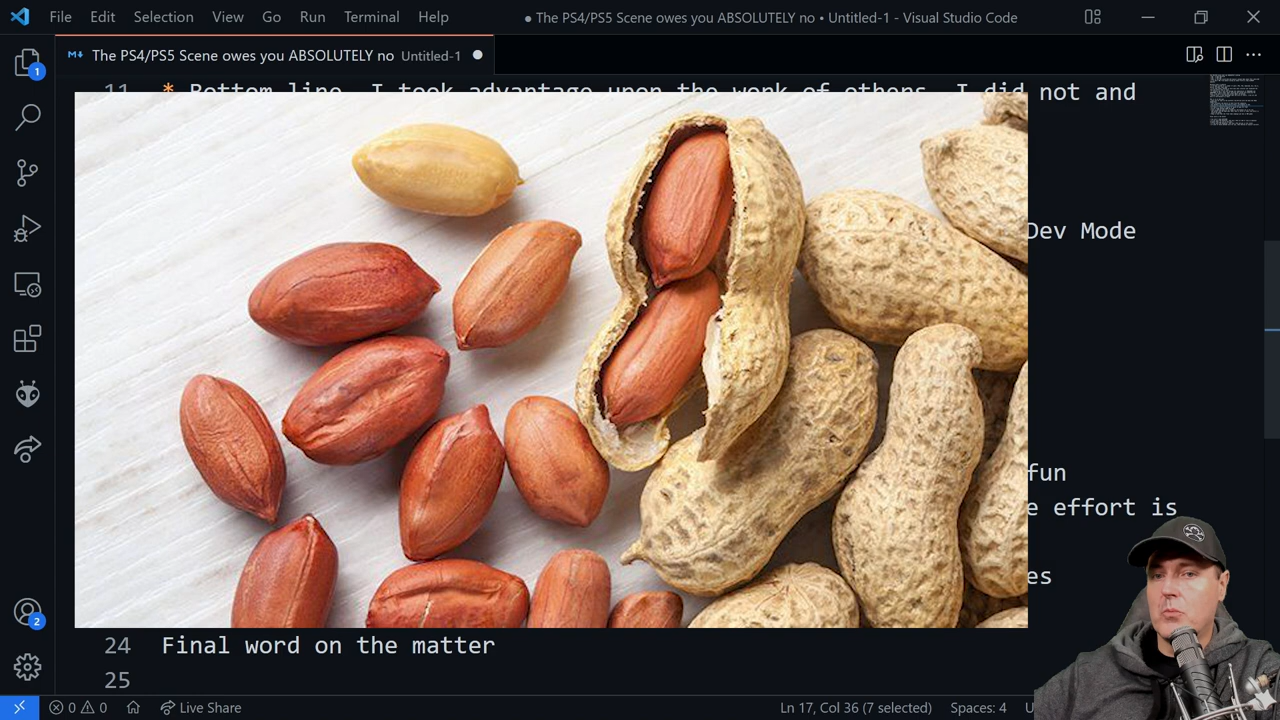 File Edit Selection View Go Run Terminal Help
● The PS4/PS5 Scene owes you ABSOLUTELY no • Untitled-1 - Visual Studio Code
The PS4/PS5 Scene owes you ABSOLUTELY no Untitled-1
1
11 * Bottom line, I took advantage upon the work of others. I did not and
Dev Mode
fun
effort is
24 Final word on the matter
2
25
0 0 Live Share Ln 17, Col 36 (7 selected) Spaces: 4